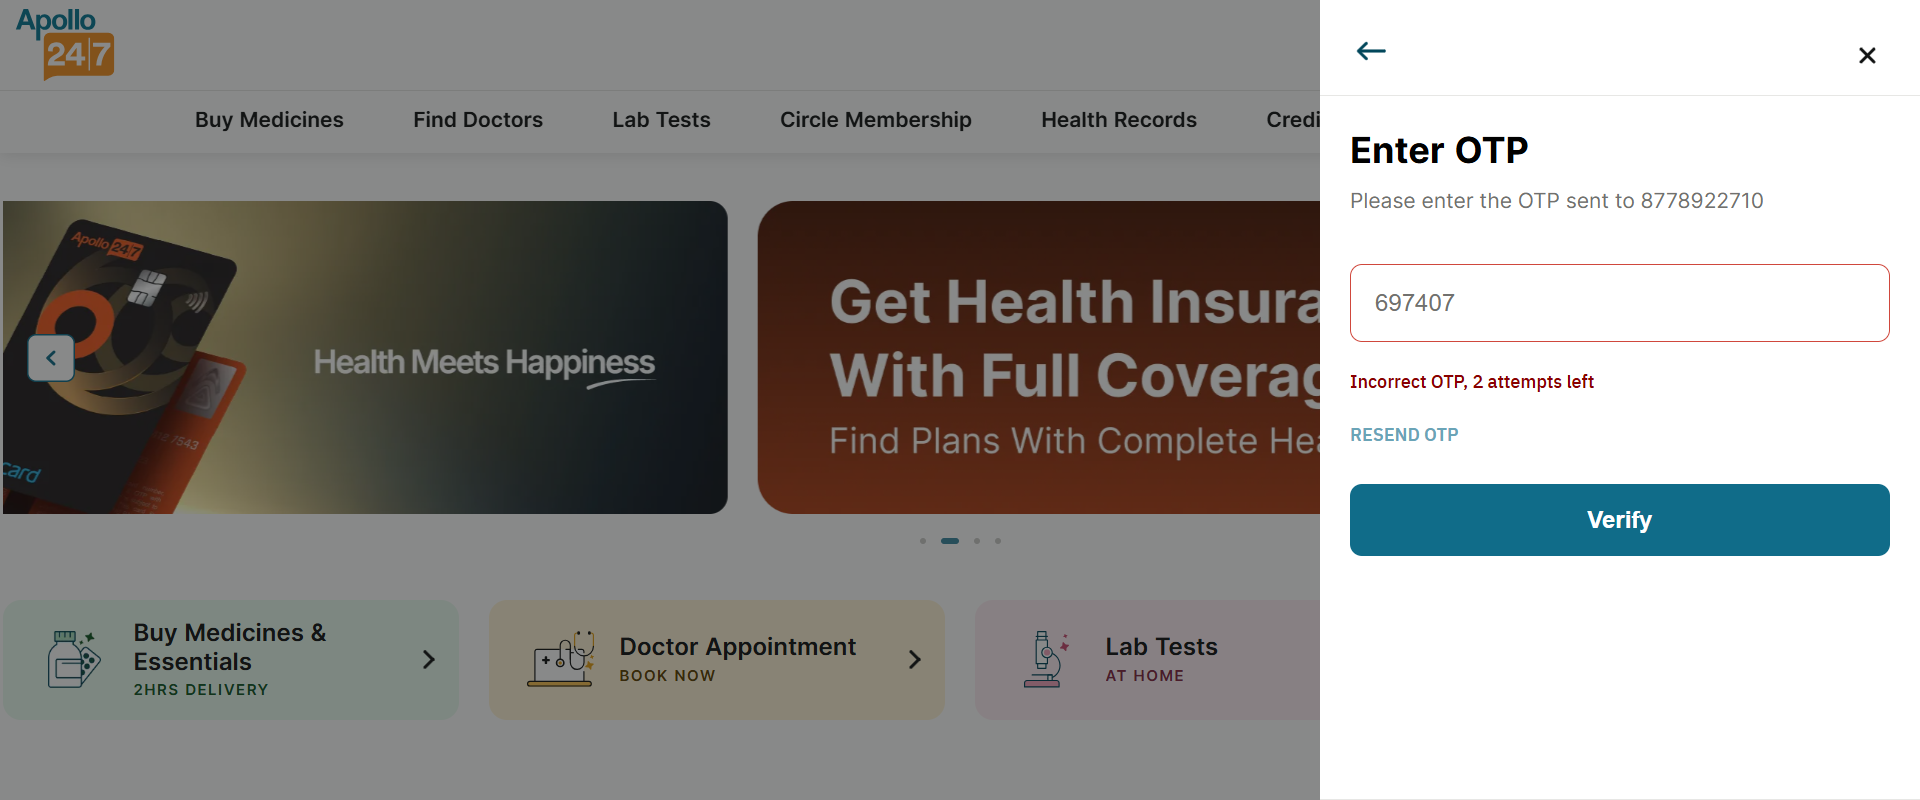 Apollo
24|7
Buy Medicines
Find Doctors
Lab Tests
Circle Membership
Health Records
Credi
Apollo 24|7
card
Health Meets Happiness
Get Health Insura
With Full Coverag
Find Plans With Complete Hea
Buy Medicines &
Essentials
2HRS DELIVERY
Doctor Appointment
BOOK NOW
Lab Tests
AT HOME
Enter OTP
Please enter the OTP sent to 8778922710
697407
Incorrect OTP, 2 attempts left
RESEND OTP
Verify